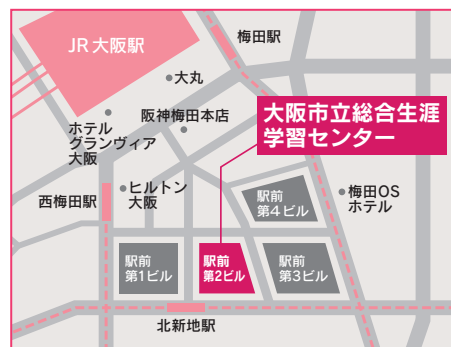 JR大阪駅
梅田駅
大丸
阪神梅田本店
大阪市立総合生涯
学習センター
ホテル
グランヴィア
大阪
西梅田駅
ヒルトン
大阪
駅前
第4ビル
梅田OS
ホテル
駅前
第1ビル
駅前
第2ビル
駅前
第3ビル
北新地駅